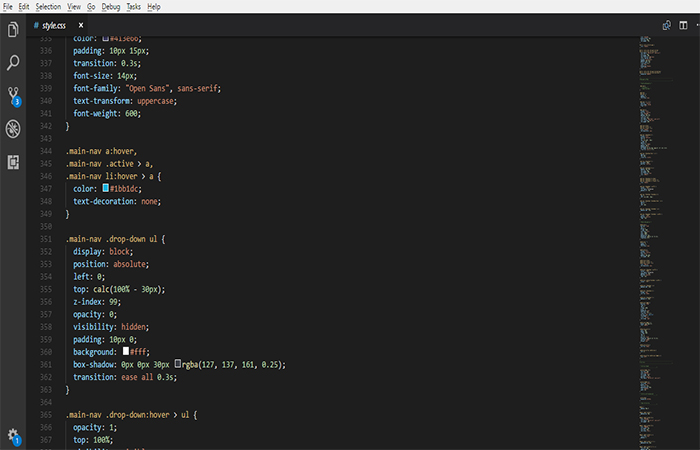 File Edit Selection View Go Debug Tasks Help
# style.css ×
335 color: #413e66;
336 padding: 10px 15px;
337 transition: 0.3s;
338 font-size: 14px;
339 font-family: "Open Sans", sans-serif;
340 text-transform: uppercase;
341 font-weight: 600;
342 }
343
344 .main-nav a:hover,
345 .main-nav .active > a,
346 .main-nav li:hover > a {
347 color: #1bb1dc;
348 text-decoration: none;
349 }
350
351 .main-nav .drop-down ul {
352 display: block;
353 position: absolute;
354 left: 0;
355 top: calc(100% - 30px);
356 z-index: 99;
357 opacity: 0;
358 visibility: hidden;
359 padding: 10px 0;
360 background: #fff;
361 box-shadow: 0px 0px 30px rgba(127, 137, 161, 0.25);
362 transition: ease all 0.3s;
363 }
364
365 .main-nav .drop-down:hover > ul {
366 opacity: 1;
367 top: 100%;
3
1